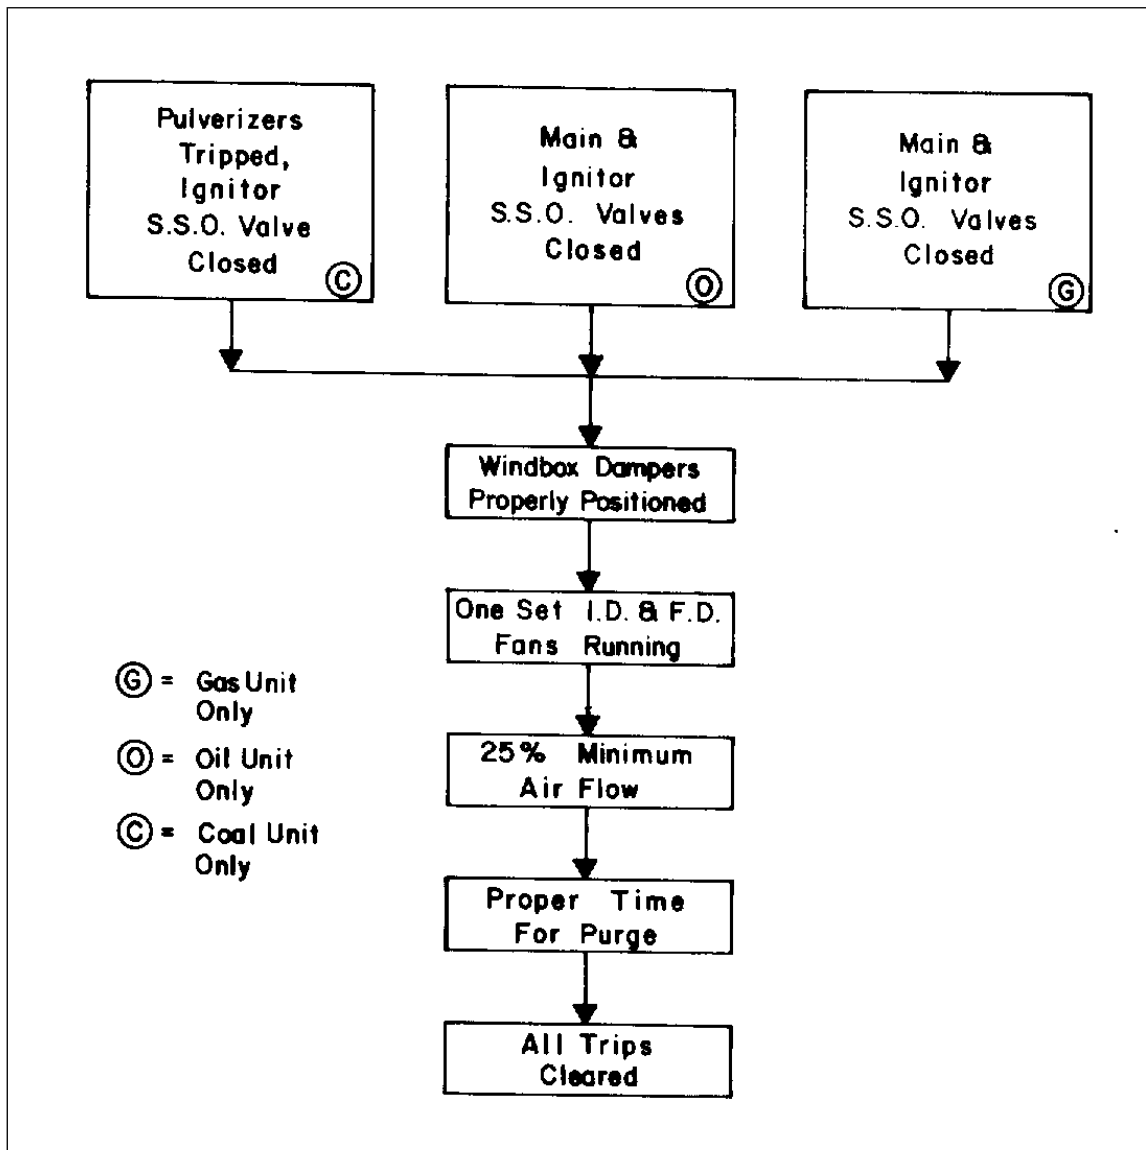 Pulverizers
Tripped,
Ignitor
S.S.O. Valve
Closed
C
Main &
Ignitor
S.S.O. Valves
Closed
O
Main &
Ignitor
S.S.O. Valves
Closed
G
Windbox Dampers
Properly Positioned
One Set I.D. & F.D.
Fans Running
25% Minimum
Air Flow
Proper Time
For Purge
All Trips
Cleared
G = Gas Unit
Only
O = Oil Unit
Only
C = Coal Unit
Only